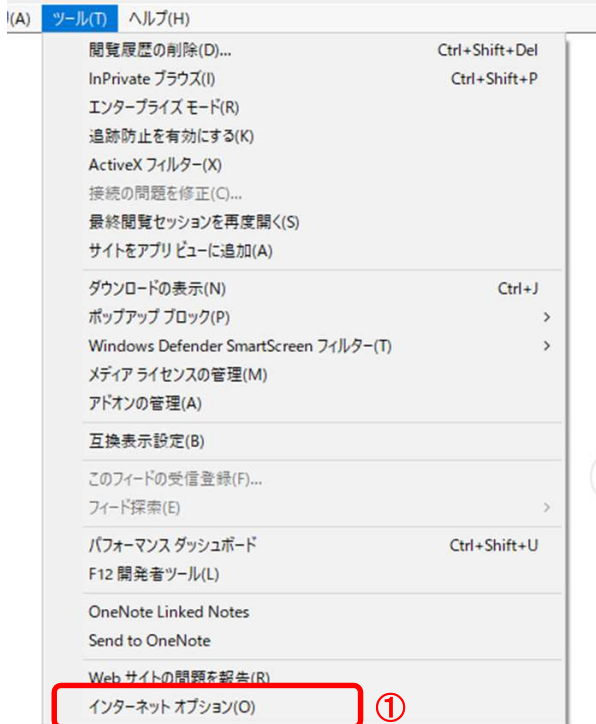 (A) ツール(T) ヘルプ(H)
閲覧履歴の削除(D)... Ctrl+Shift+Del
InPrivate ブラウズ(I) Ctrl+Shift+P
エンタープライズ モード(R)
追跡防止を有効にする(K)
ActiveX フィルター(X)
接続の問題を修正(C)...
最終閲覧セッションを再度開く(S)
サイトをアプリ ビューに追加(A)
ダウンロードの表示(N) Ctrl+J
ポップアップ ブロック(P)
Windows Defender SmartScreen フィルター(T)
メディア ライセンスの管理(M)
アドオンの管理(A)
互換表示設定(B)
このフィードの受信登録(F)...
フィード探索(E)
パフォーマンス ダッシュボード Ctrl+Shift+U
F12 開発者ツール(L)
OneNote Linked Notes
Send to OneNote
Web サイトの問題を報告(R)
インターネット オプション(O) ①